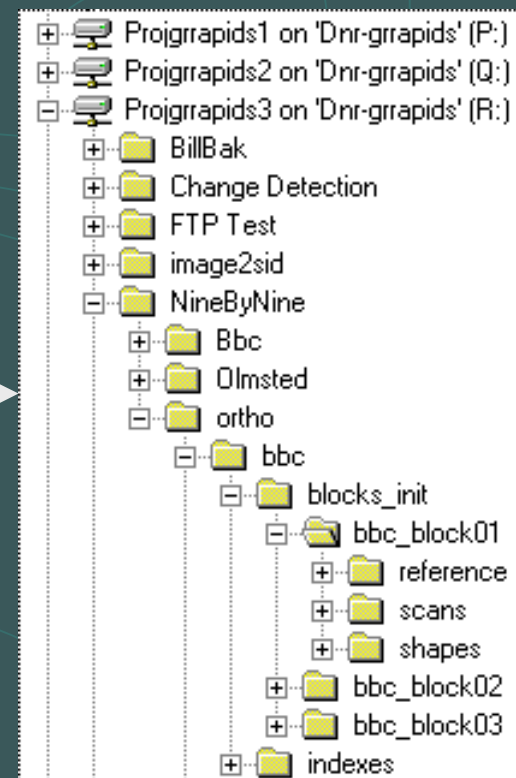 Projgrrapids1 on 'Dnr-grrapids' (P:)
Projgrrapids2 on 'Dnr-grrapids' (Q:)
Projgrrapids3 on 'Dnr-grrapids' (R:)
BillBak
Change Detection
FTP Test
image2sid
NineByNine
Bbc
Olmsted
ortho
bbc
blocks_init
bbc_block01
reference
scans
shapes
bbc_block02
bbc_block03
indexes